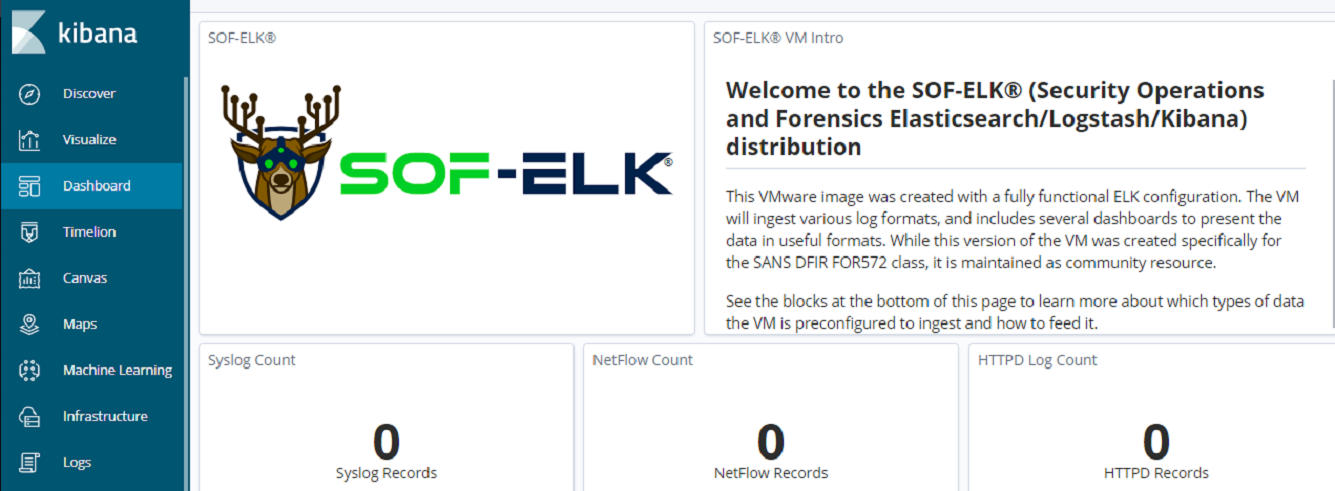 kibana
Discover
Visualize
Dashboard
Timelion
Canvas
Maps
Machine Learning
Infrastructure
Logs
SOF-ELK®
SOF-ELK®
SOF-ELK® VM Intro
Welcome to the SOF-ELK® (Security Operations
and Forensics Elasticsearch/Logstash/Kibana)
distribution
This VMware image was created with a fully functional ELK configuration. The VM
will ingest various log formats, and includes several dashboards to present the
data in useful formats. While this version of the VM was created specifically for
the SANS DFIR FOR572 class, it is maintained as community resource.
See the blocks at the bottom of this page to learn more about which types of data
the VM is preconfigured to ingest and how to feed it.
Syslog Count
0
Syslog Records
NetFlow Count
0
NetFlow Records
HTTPD Log Count
0
HTTPD Records